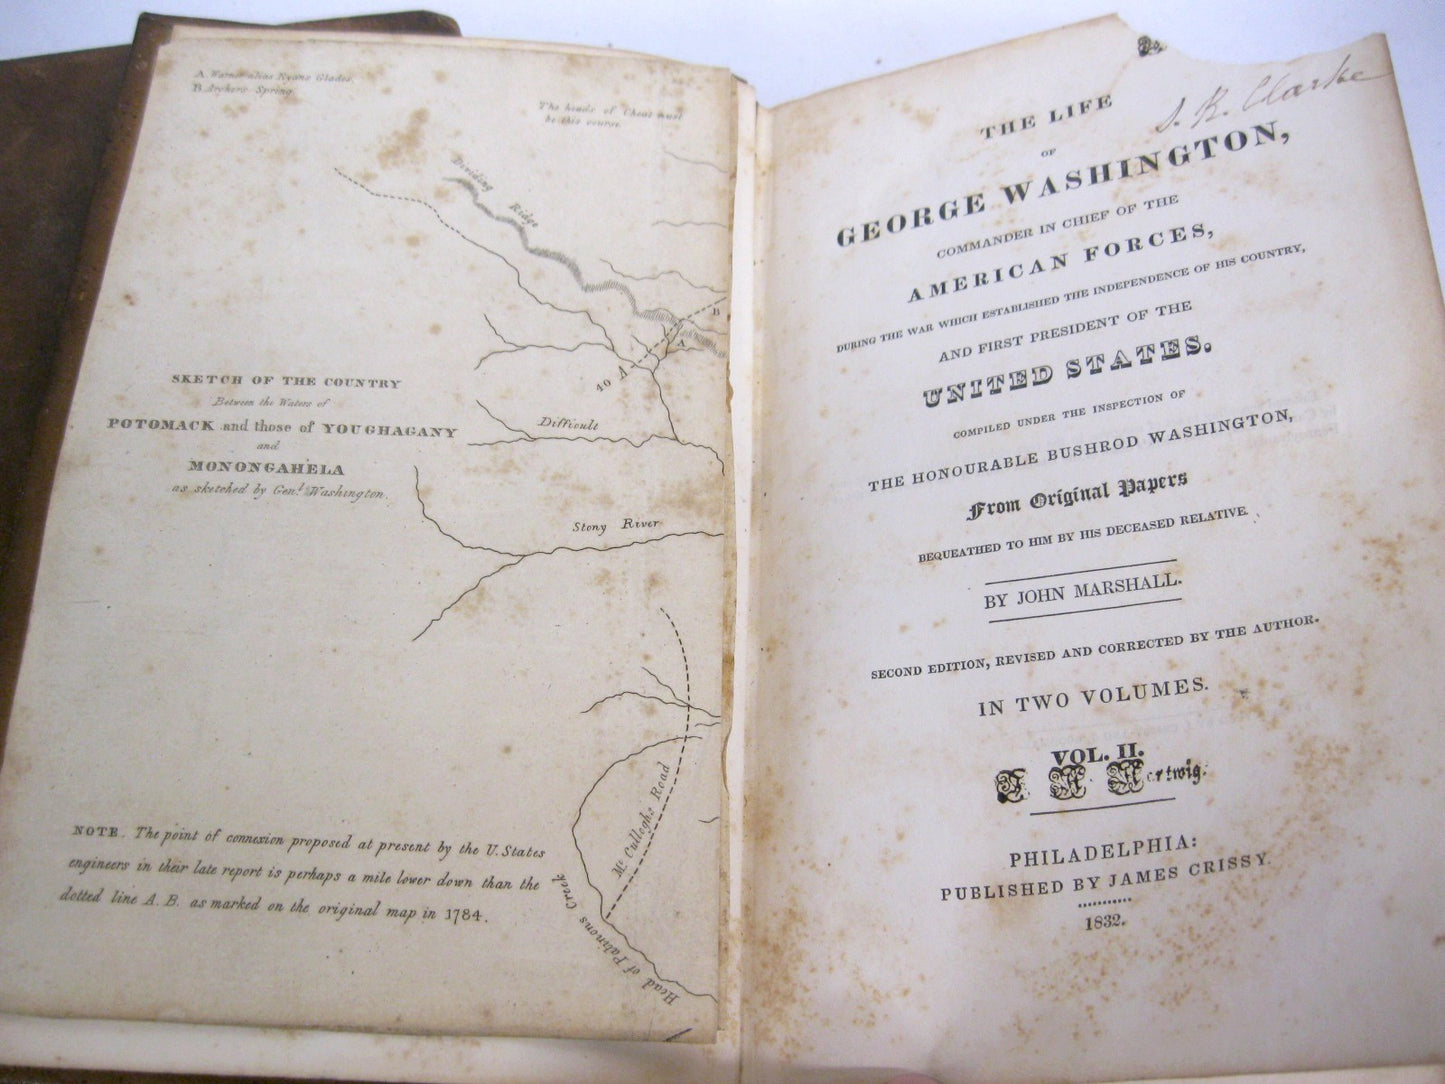 A. Warner alias Ryans Glades.
B. Archers Spring.
The heads of Cheat must
be this course.
Dividing Ridge
B
A
40
SKETCH OF THE COUNTRY
Between the Waters of
POTOMACK and those of YOUGHAGANY
and
MONONGAHELA
as sketched by Gen.l Washington.
Difficult
Stony River
Mc Culloghs Road
Head of Patinons Creek
NOTE. The point of connexion proposed at present by the U. States
engineers in their late report is perhaps a mile lower down than the
dotted line A. B. as marked on the original map in 1784.
S. R. Clarke
THE LIFE
OF
GEORGE WASHINGTON,
COMMANDER IN CHIEF OF THE
AMERICAN FORCES,
DURING THE WAR WHICH ESTABLISHED THE INDEPENDENCE OF HIS COUNTRY,
AND FIRST PRESIDENT OF THE
UNITED STATES.
COMPILED UNDER THE INSPECTION OF
THE HONOURABLE BUSHROD WASHINGTON,
From Original Papers
BEQUEATHED TO HIM BY HIS DECEASED RELATIVE.
BY JOHN MARSHALL.
SECOND EDITION, REVISED AND CORRECTED BY THE AUTHOR.
IN TWO VOLUMES.
VOL. II.
PHILADELPHIA:
PUBLISHED BY JAMES CRISSY.
1832.